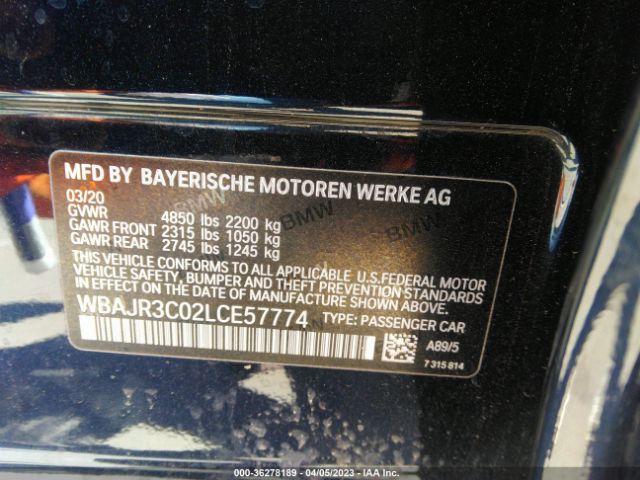 MFD BY BAYERISCHE MOTOREN WERKE AG
03/20
GVWR 4850 lbs 2200 kg
GAWR FRONT 2315 lbs 1050 kg
GAWR REAR 2745 lbs 1245 kg
BMW
BMW
THIS VEHICLE CONFORMS TO ALL APPLICABLE U.S.FEDERAL MOTOR
VEHICLE SAFETY, BUMPER AND THEFT PREVENTION STANDARDS
IN EFFECT ON THE DATE OF MANUFACTURE SHOWN ABOVE.
WBAJR3C02LCE57774 TYPE: PASSENGER CAR
A89/5
7 315 814
000-36278189 - 04/05/2023 - IAA Inc.